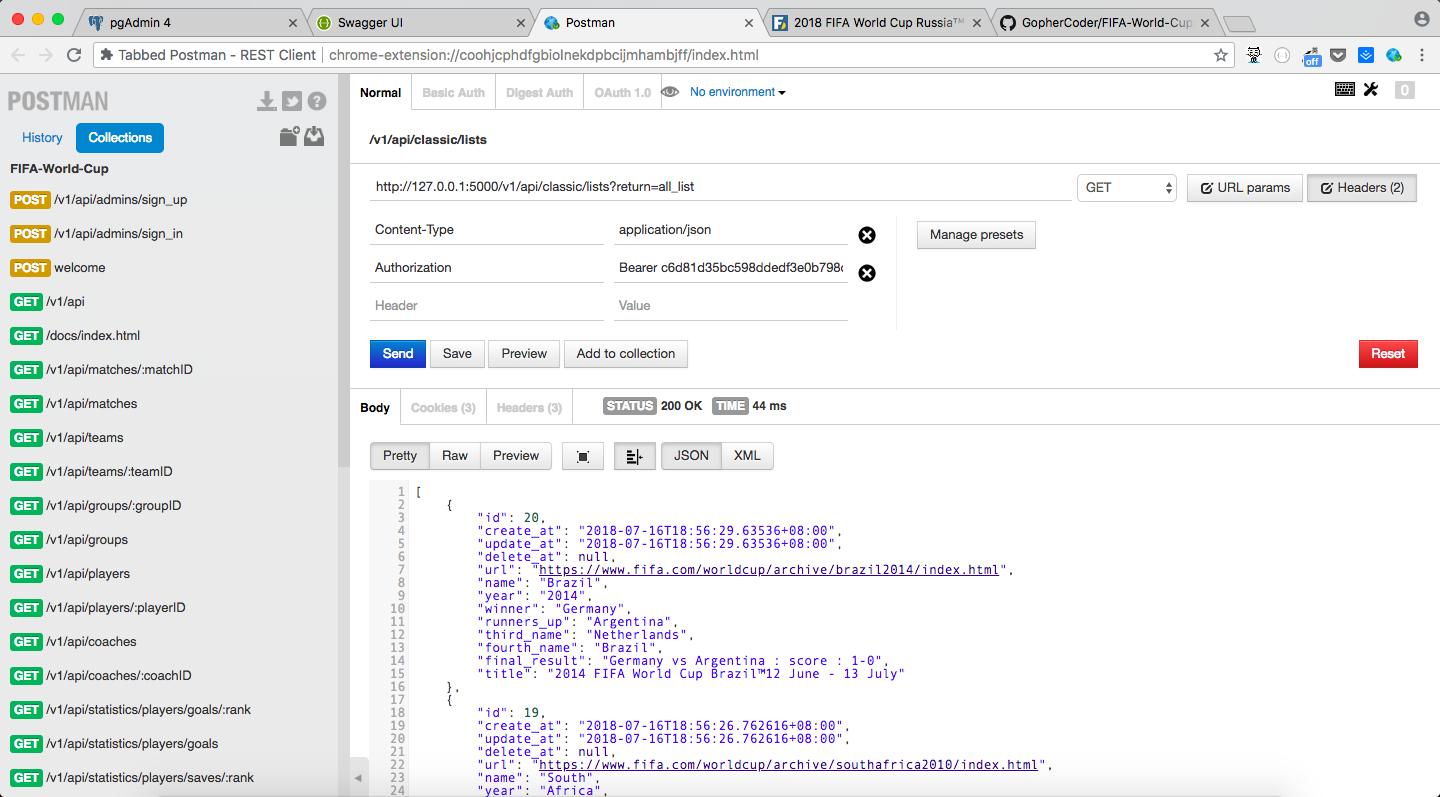 pgAdmin 4
Swagger UI
Postman
2018 FIFA World Cup Russia™
GopherCoder/FIFA-World-Cup
Tabbed Postman - REST Client
chrome-extension://coohjcphdfgbiolnekdpbcijmhambjff/index.html
off
POSTMAN
Normal
Basic Auth
Digest Auth
OAuth 1.0
No environment
0
History
Collections
FIFA-World-Cup
POST /v1/api/admins/sign_up
POST /v1/api/admins/sign_in
POST welcome
GET /v1/api
GET /docs/index.html
GET /v1/api/matches/:matchID
GET /v1/api/matches
GET /v1/api/teams
GET /v1/api/teams/:teamID
GET /v1/api/groups/:groupID
GET /v1/api/groups
GET /v1/api/players
GET /v1/api/players/:playerID
GET /v1/api/coaches
GET /v1/api/coaches/:coachID
GET /v1/api/statistics/players/goals/:rank
GET /v1/api/statistics/players/goals
GET /v1/api/statistics/players/saves/:rank
/v1/api/classic/lists
http://127.0.0.1:5000/v1/api/classic/lists?return=all_list
GET
URL params
Headers (2)
Content-Type
application/json
Manage presets
Authorization
Bearer c6d81d35bc598ddedf3e0b798c
Header
Value
Send
Save
Preview
Add to collection
Reset
Body
Cookies (3)
Headers (3)
STATUS 200 OK
TIME 44 ms
Pretty
Raw
Preview
JSON
XML
1 [
2 {
3 "id": 20,
4 "create_at": "2018-07-16T18:56:29.63536+08:00",
5 "update_at": "2018-07-16T18:56:29.63536+08:00",
6 "delete_at": null,
7 "url": "https://www.fifa.com/worldcup/archive/brazil2014/index.html",
8 "name": "Brazil",
9 "year": "2014",
10 "winner": "Germany",
11 "runners_up": "Argentina",
12 "third_name": "Netherlands",
13 "fourth_name": "Brazil",
14 "final_result": "Germany vs Argentina : score : 1-0",
15 "title": "2014 FIFA World Cup Brazil™12 June - 13 July"
16 },
17 {
18 "id": 19,
19 "create_at": "2018-07-16T18:56:26.762616+08:00",
20 "update_at": "2018-07-16T18:56:26.762616+08:00",
21 "delete_at": null,
22 "url": "https://www.fifa.com/worldcup/archive/southafrica2010/index.html",
23 "name": "South",
24 "year": "Africa",